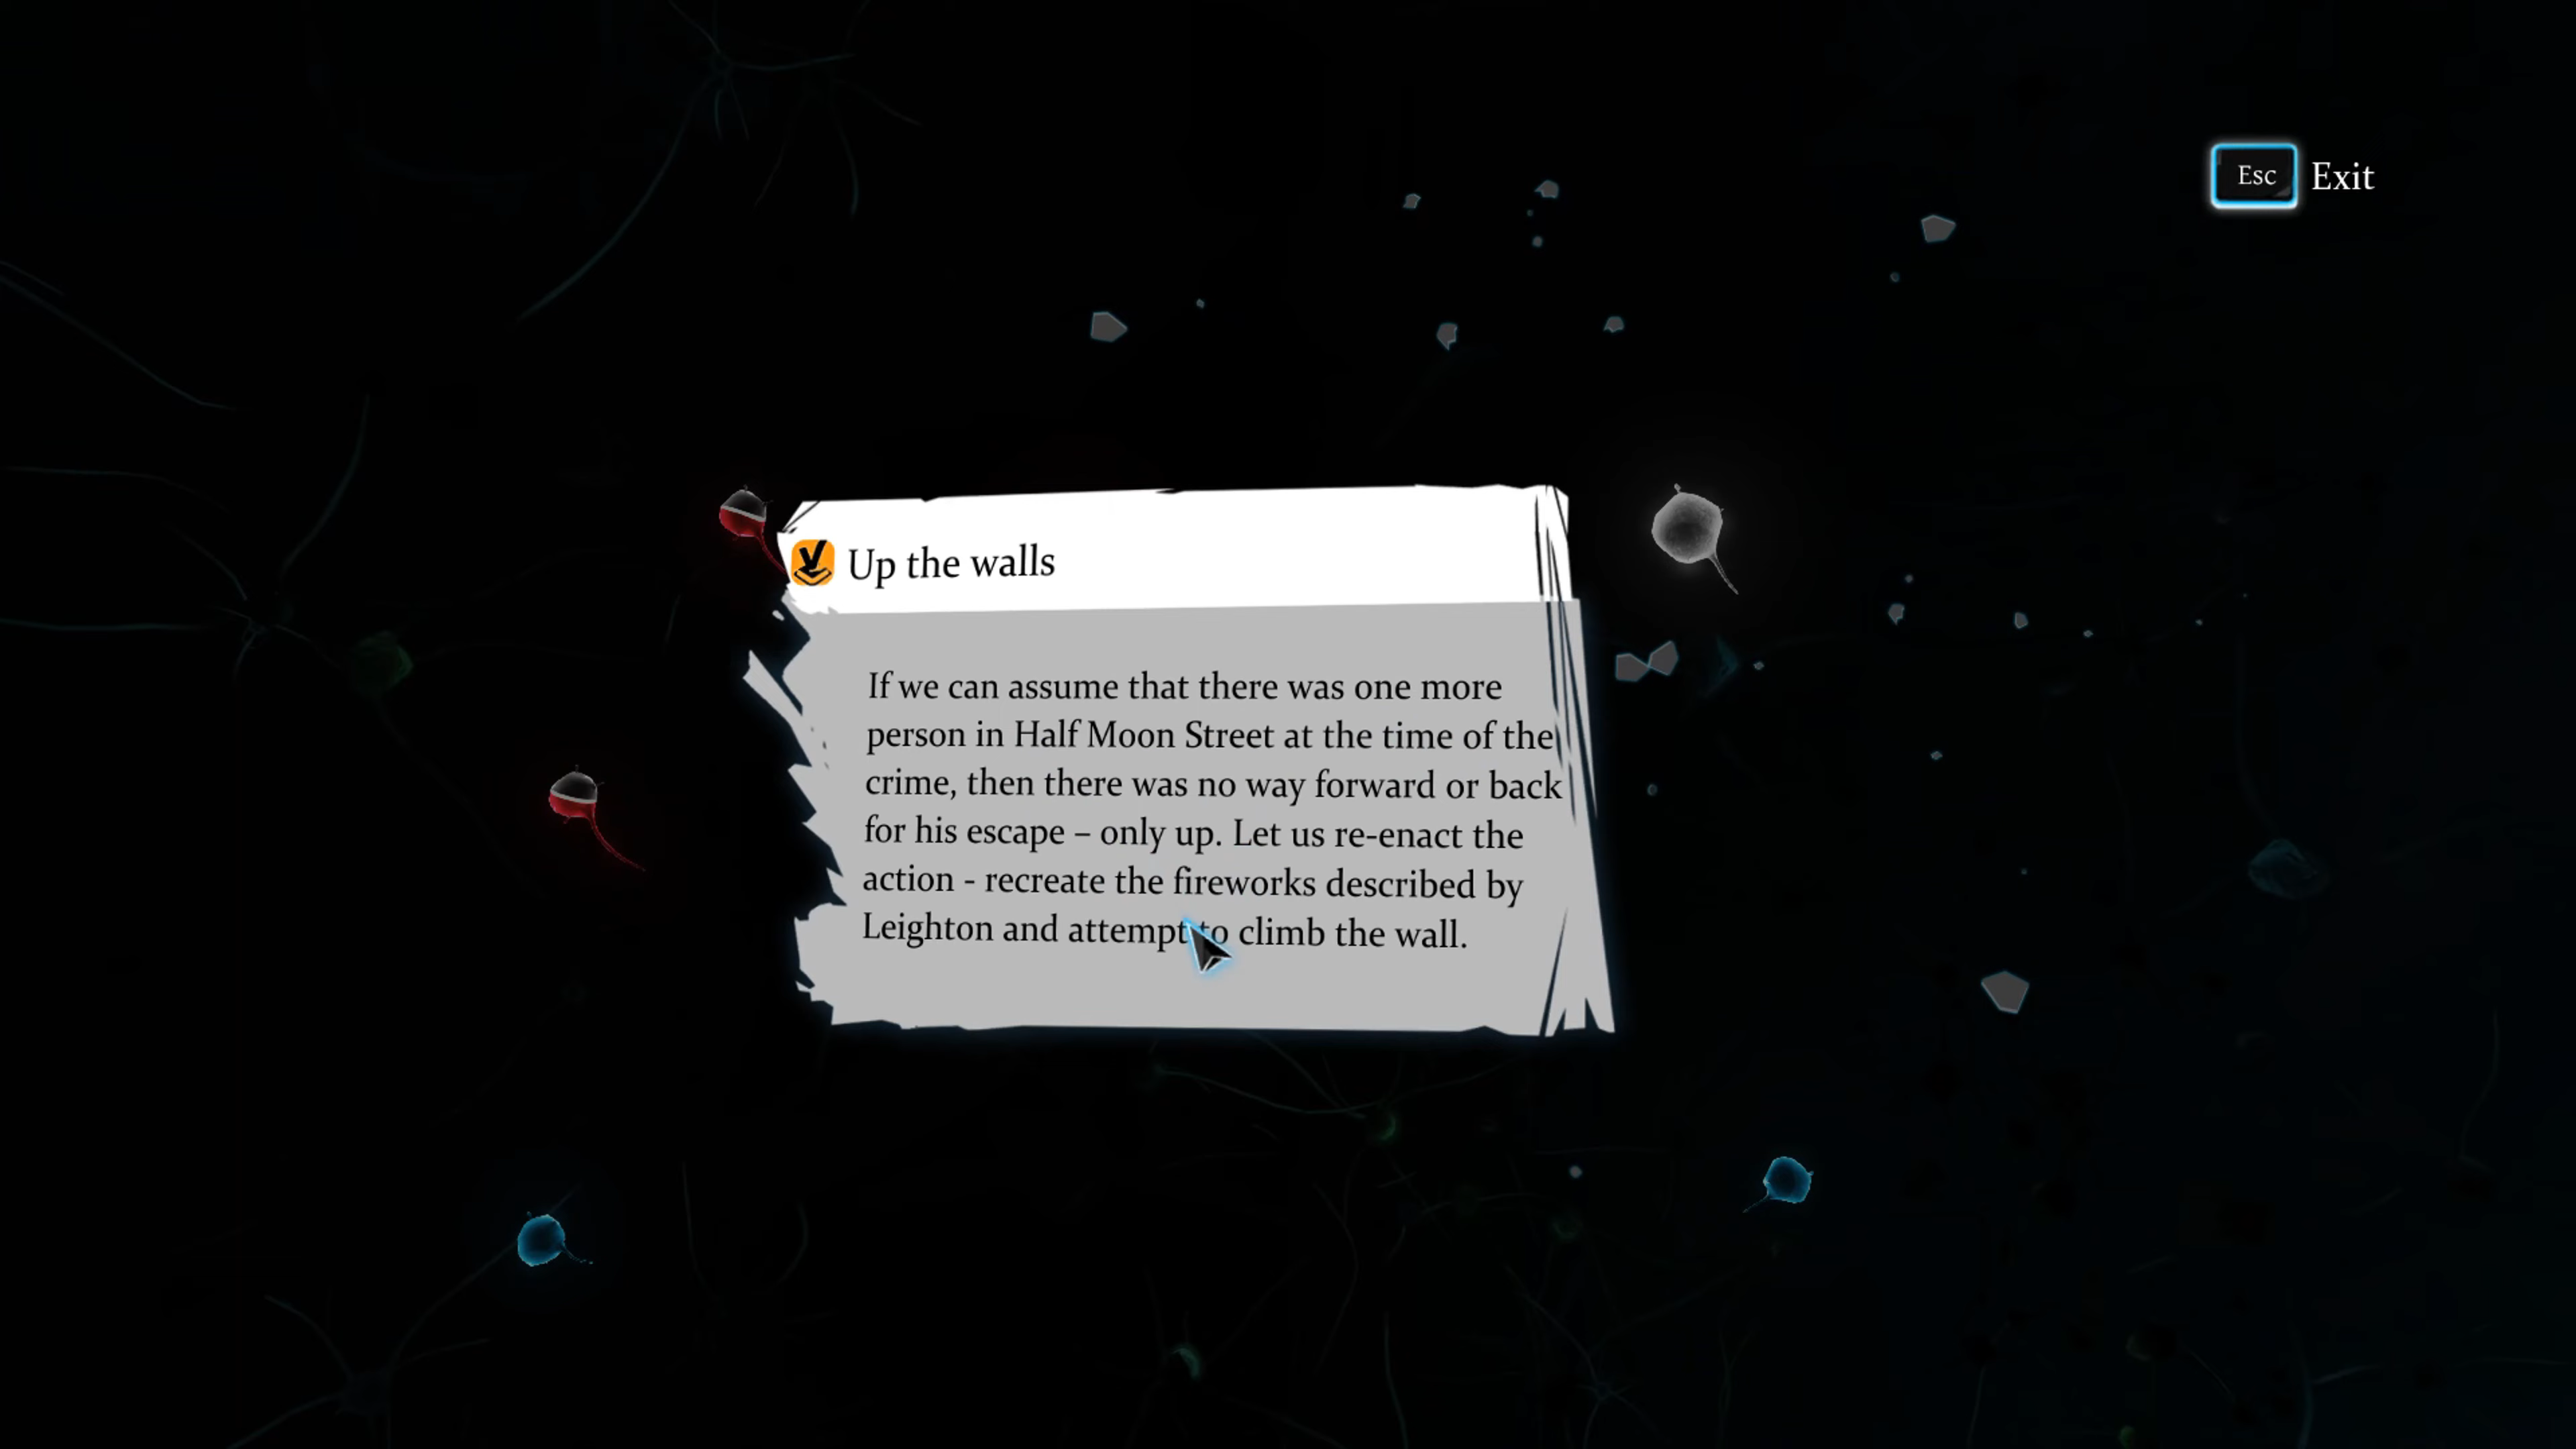 Esc Exit
Up the walls
If we can assume that there was one more
person in Half Moon Street at the time of the
crime, then there was no way forward or back
for his escape – only up. Let us re-enact the
action - recreate the fireworks described by
Leighton and attempt to climb the wall.